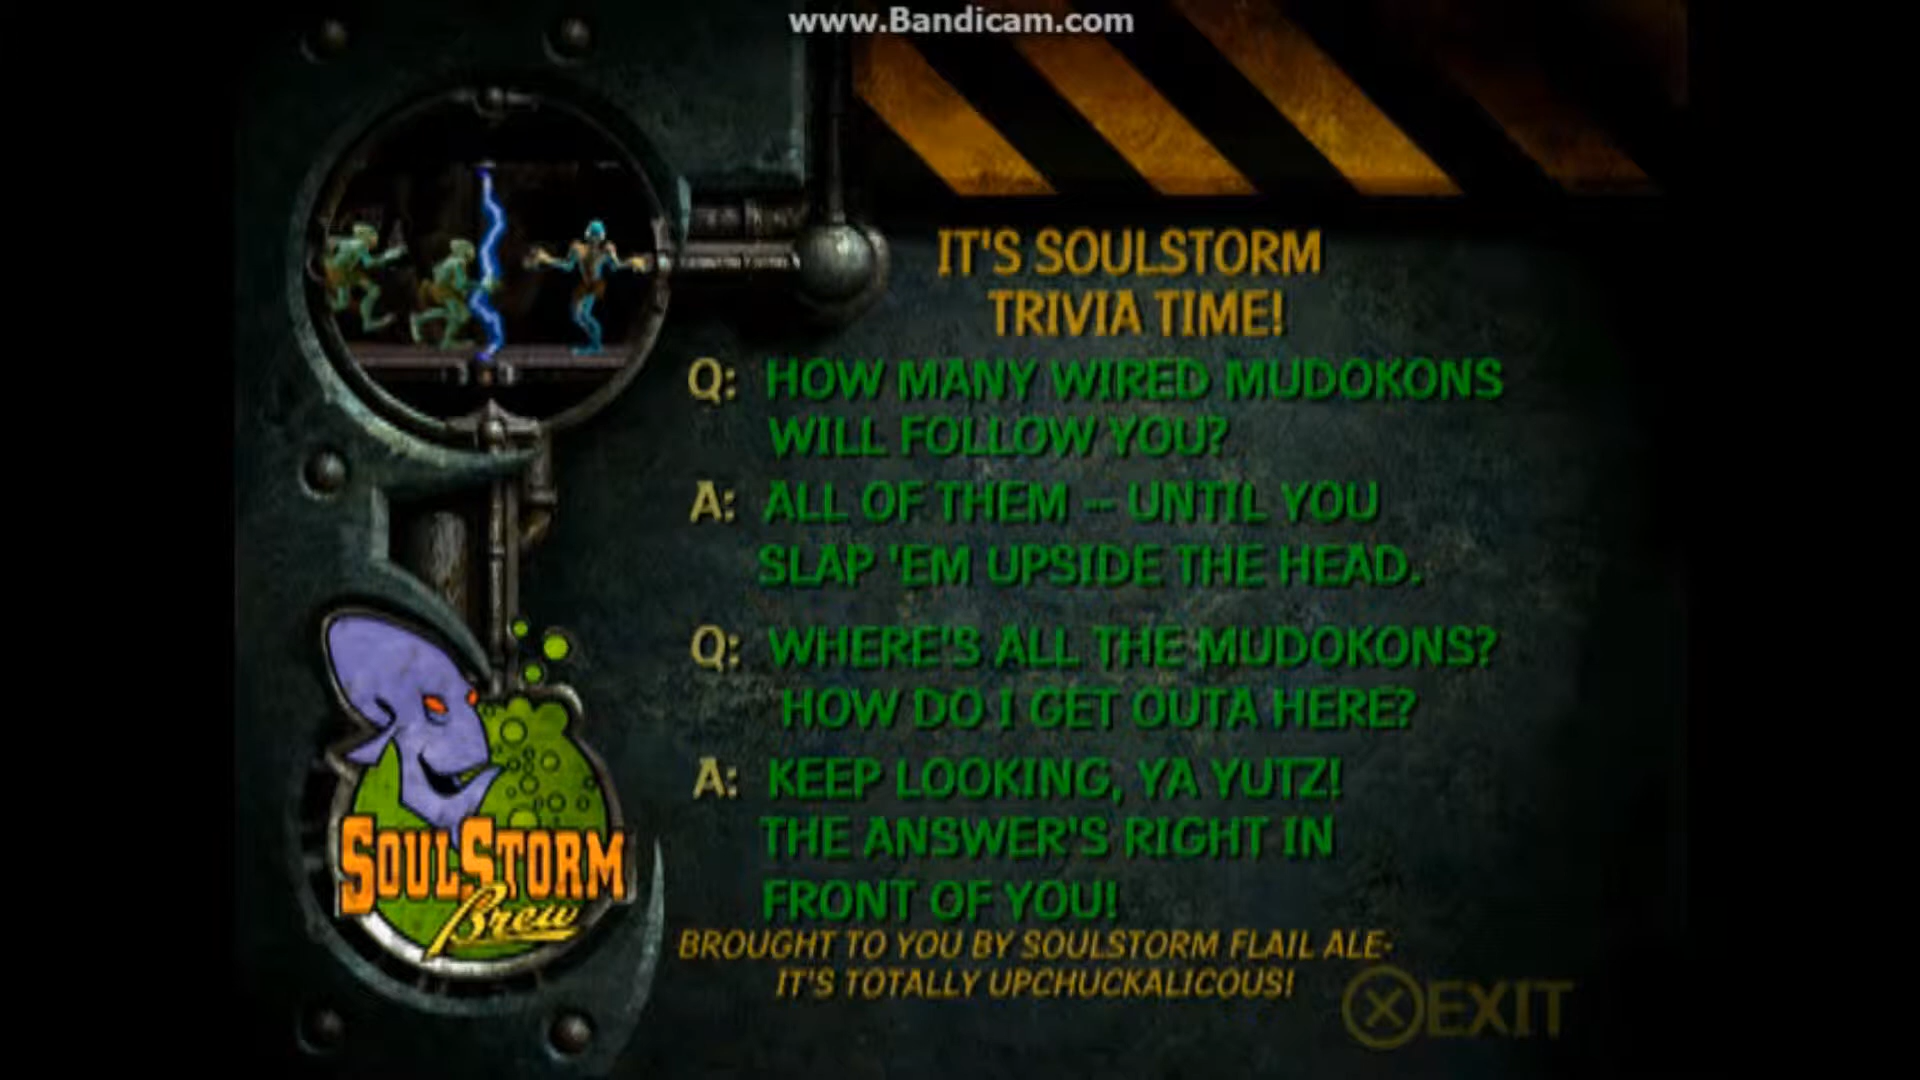 www.Bandicam.com
IT'S SOULSTORM
TRIVIA TIME!
Q: HOW MANY WIRED MUDOKONS
WILL FOLLOW YOU?
A: ALL OF THEM -- UNTIL YOU
SLAP 'EM UPSIDE THE HEAD.
Q: WHERE'S ALL THE MUDOKONS?
HOW DO I GET OUTA HERE?
A: KEEP LOOKING, YA YUTZ!
THE ANSWER'S RIGHT IN
FRONT OF YOU!
BROUGHT TO YOU BY SOULSTORM FLAIL ALE-
IT'S TOTALLY UPCHUCKALICOUS!
EXIT
SOULSTORM
Brew